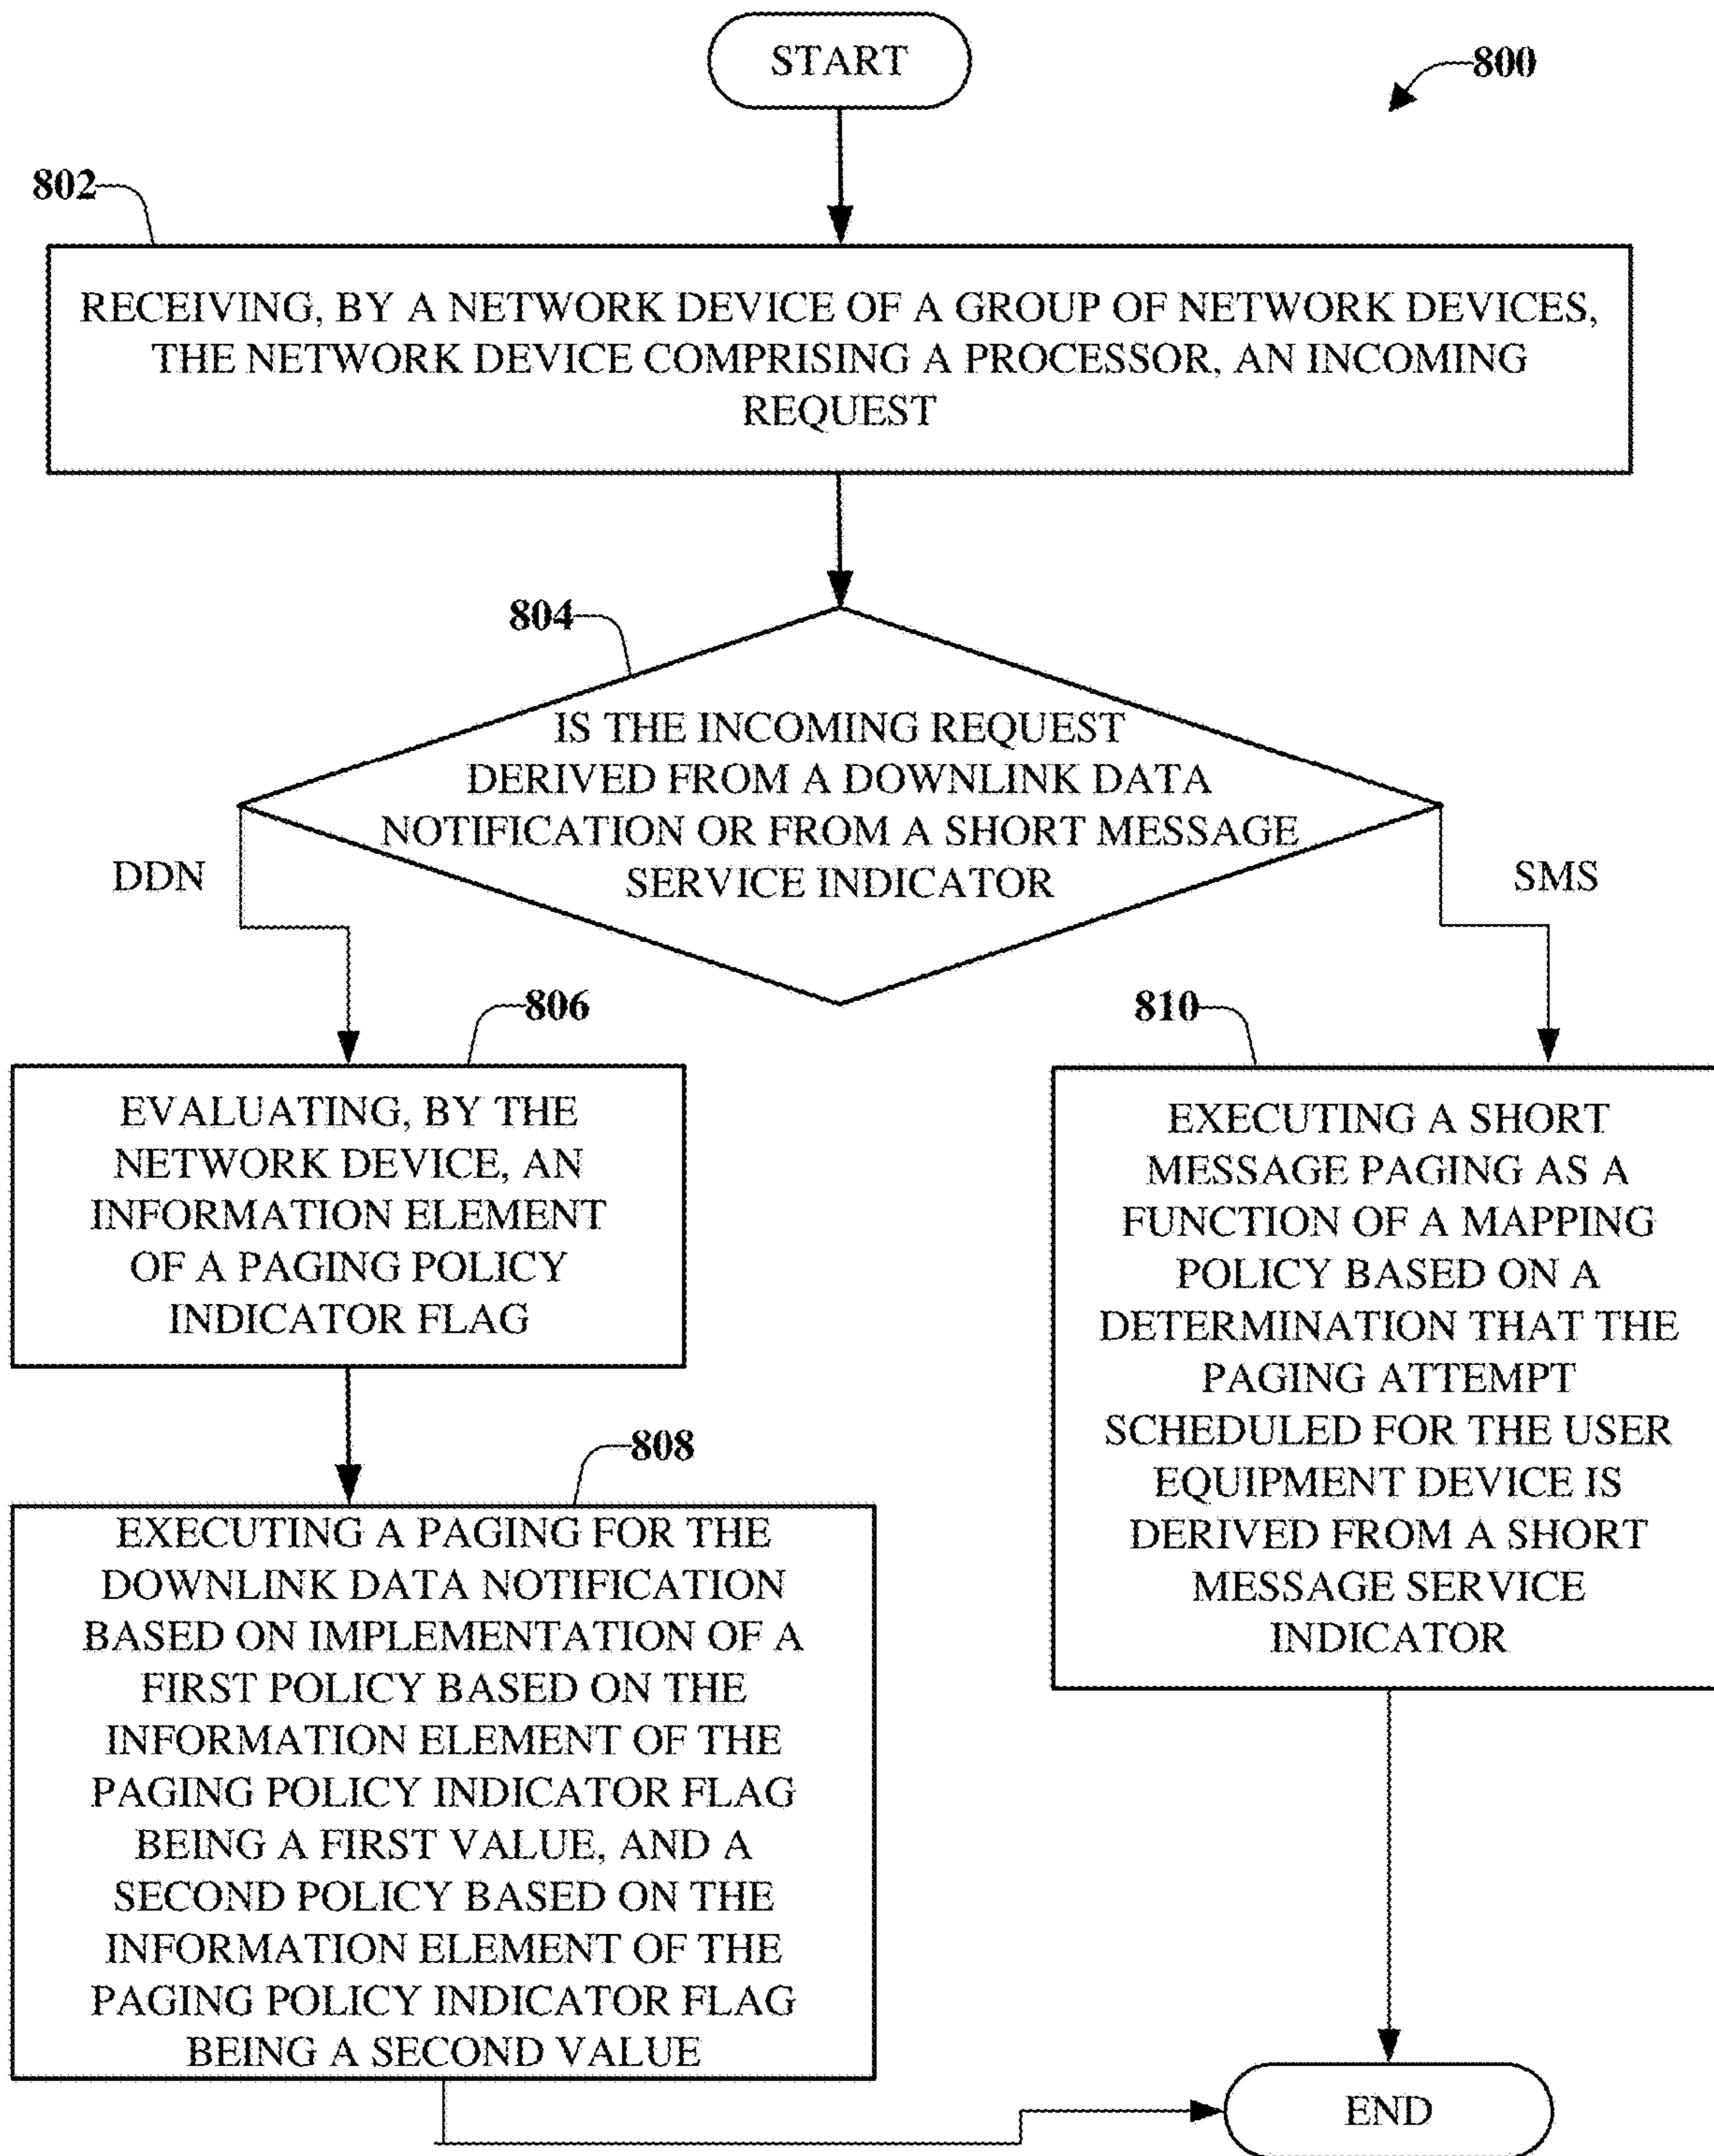 START
800
802
RECEIVING, BY A NETWORK DEVICE OF A GROUP OF NETWORK DEVICES,
THE NETWORK DEVICE COMPRISING A PROCESSOR, AN INCOMING
REQUEST
804
IS THE INCOMING REQUEST
DERIVED FROM A DOWNLINK DATA
NOTIFICATION OR FROM A SHORT MESSAGE
SERVICE INDICATOR
DDN
SMS
806
EVALUATING, BY THE
NETWORK DEVICE, AN
INFORMATION ELEMENT
OF A PAGING POLICY
INDICATOR FLAG
808
EXECUTING A PAGING FOR THE
DOWNLINK DATA NOTIFICATION
BASED ON IMPLEMENTATION OF A
FIRST POLICY BASED ON THE
INFORMATION ELEMENT OF THE
PAGING POLICY INDICATOR FLAG
BEING A FIRST VALUE, AND A
SECOND POLICY BASED ON THE
INFORMATION ELEMENT OF THE
PAGING POLICY INDICATOR FLAG
BEING A SECOND VALUE
810
EXECUTING A SHORT
MESSAGE PAGING AS A
FUNCTION OF A MAPPING
POLICY BASED ON A
DETERMINATION THAT THE
PAGING ATTEMPT
SCHEDULED FOR THE USER
EQUIPMENT DEVICE IS
DERIVED FROM A SHORT
MESSAGE SERVICE
INDICATOR
END